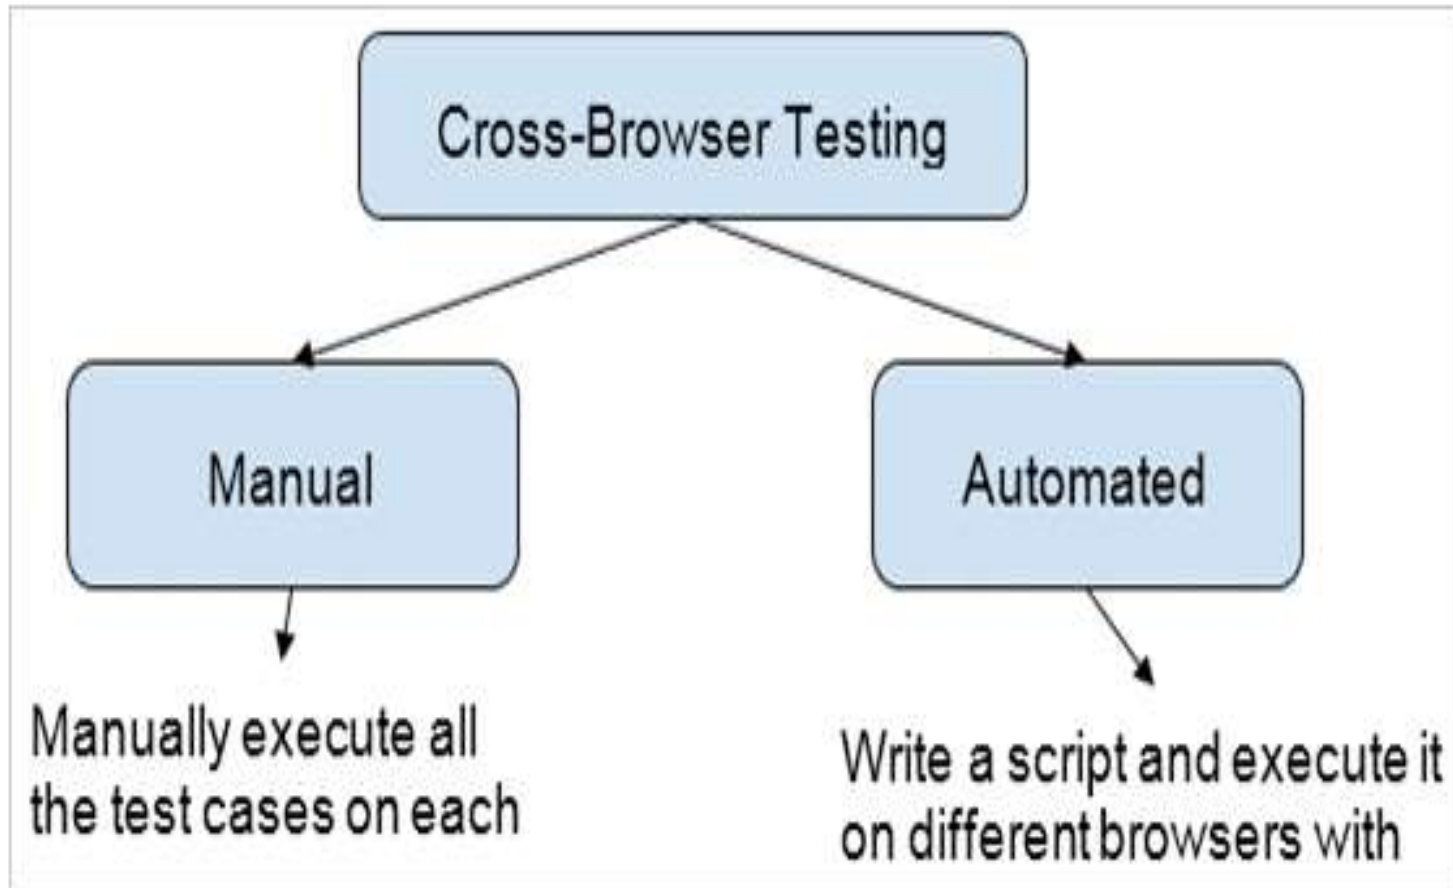 Cross-Browser Testing
Manual
Automated
Manually execute all
the test cases on each
Write a script and execute it
on different browsers with